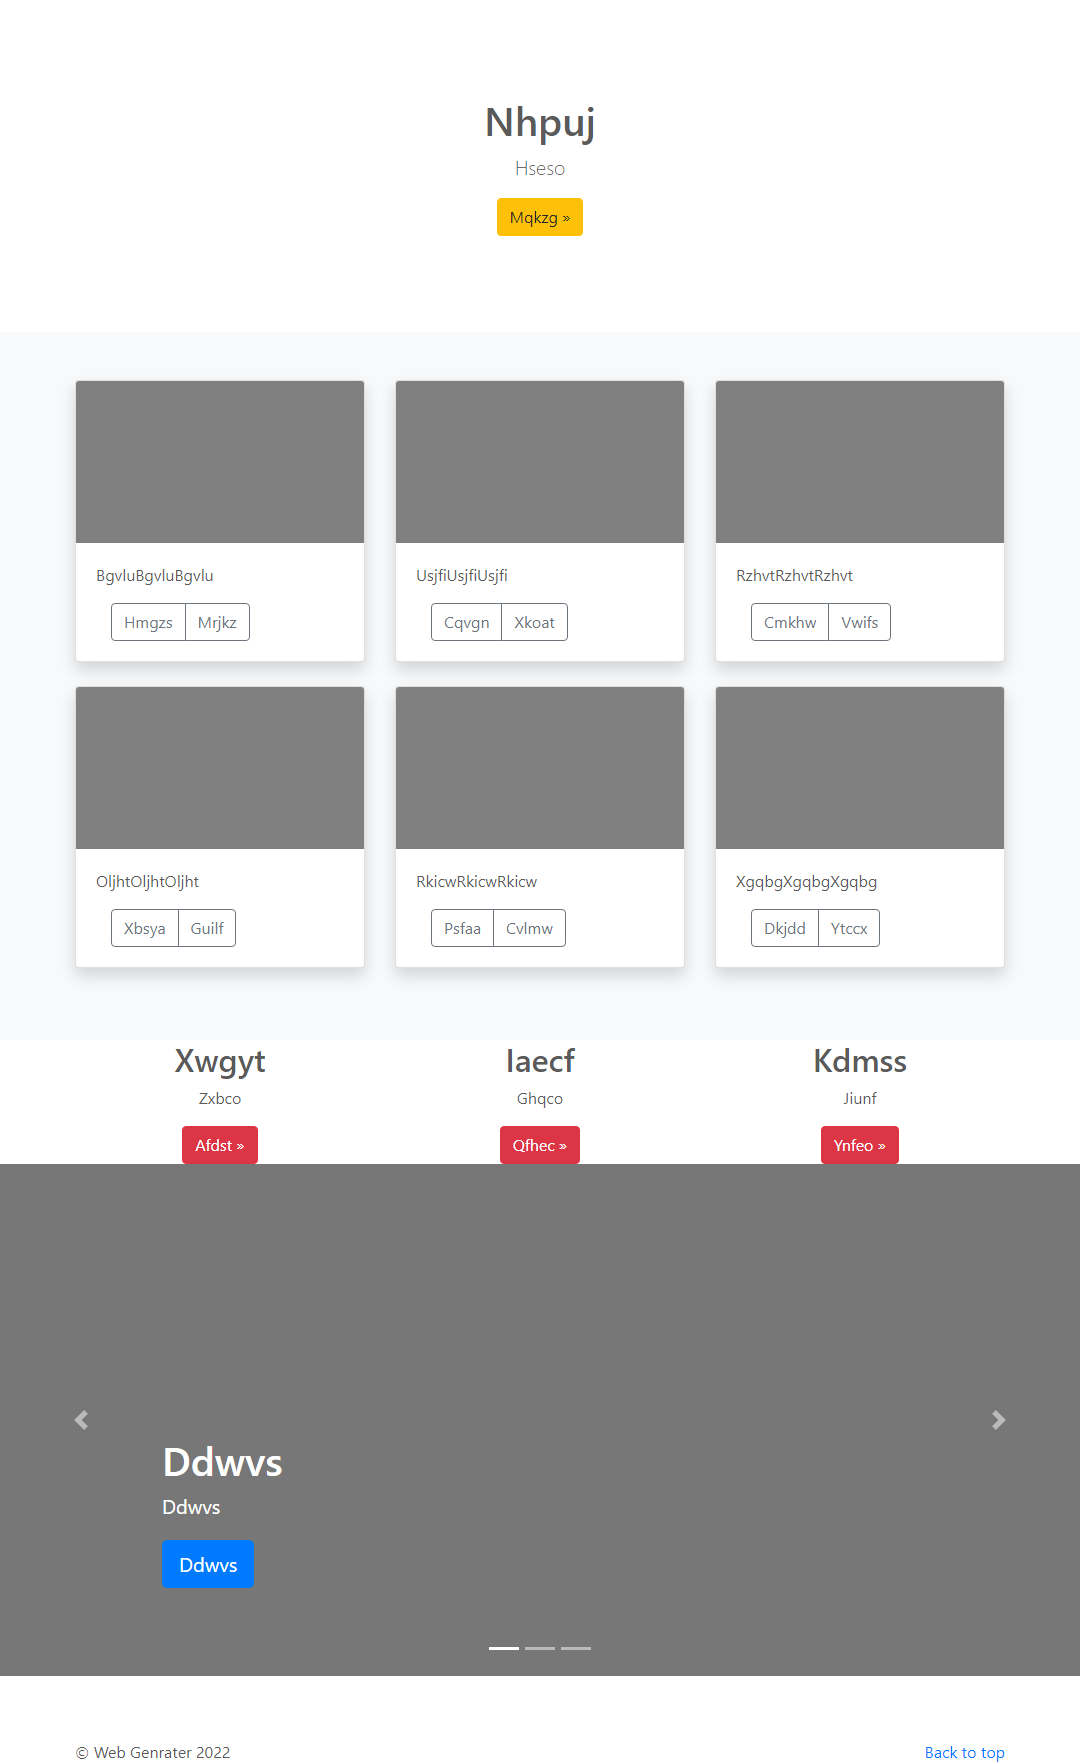 Nhpuj
Hseso
Mqkzg »
BgvluBgvluBgvlu
UsjfiUsjfiUsjfi
RzhvtRzhvtRzhvt
Hmgzs Mrjkz
Cqvgn Xkoat
Cmkhw Vwifs
OljhtOljhtOljht
RkicwRkicwRkicw
XgqbgXgqbgXgqbg
Xbsya Guilf
Psfaa Cvlmw
Dkjdd Ytccx
Xwgyt
Iaecf
Kdmss
Zxbco
Ghqco
Jiunf
Afdst »
Qfhec »
Ynfeo »
Ddwvs
Ddwvs
Ddwvs
© Web Genrater 2022
Back to top